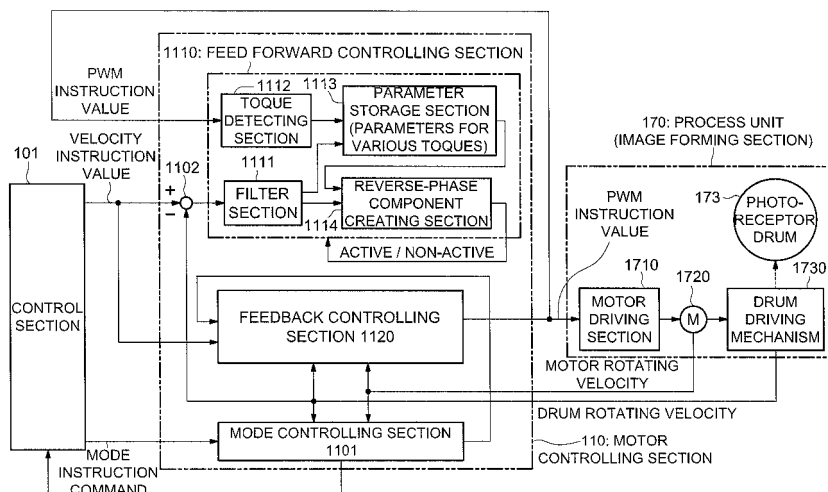 1110: FEED FORWARD CONTROLLING SECTION
PWM
INSTRUCTION
VALUE
1112
TOQUE
DETECTING
SECTION
1113
PARAMETER
STORAGE SECTION
(PARAMETERS FOR
VARIOUS TOQUES)
101
VELOCITY
INSTRUCTION
VALUE
1102
+
−
1111
FILTER
SECTION
REVERSE-PHASE
COMPONENT
CREATING SECTION
1114
ACTIVE / NON-ACTIVE
170: PROCESS UNIT
(IMAGE FORMING SECTION)
173
PHOTO-
RECEPTOR
DRUM
PWM
INSTRUCTION
VALUE
CONTROL
SECTION
FEEDBACK CONTROLLING
SECTION 1120
1710
MOTOR
DRIVING
SECTION
1720
M
1730
DRUM
DRIVING
MECHANISM
MOTOR
ROTATING
VELOCITY
DRUM ROTATING VELOCITY
MODE CONTROLLING SECTION
1101
110: MOTOR
CONTROLLING
SECTION
MODE
INSTRUCTION
COMMAND